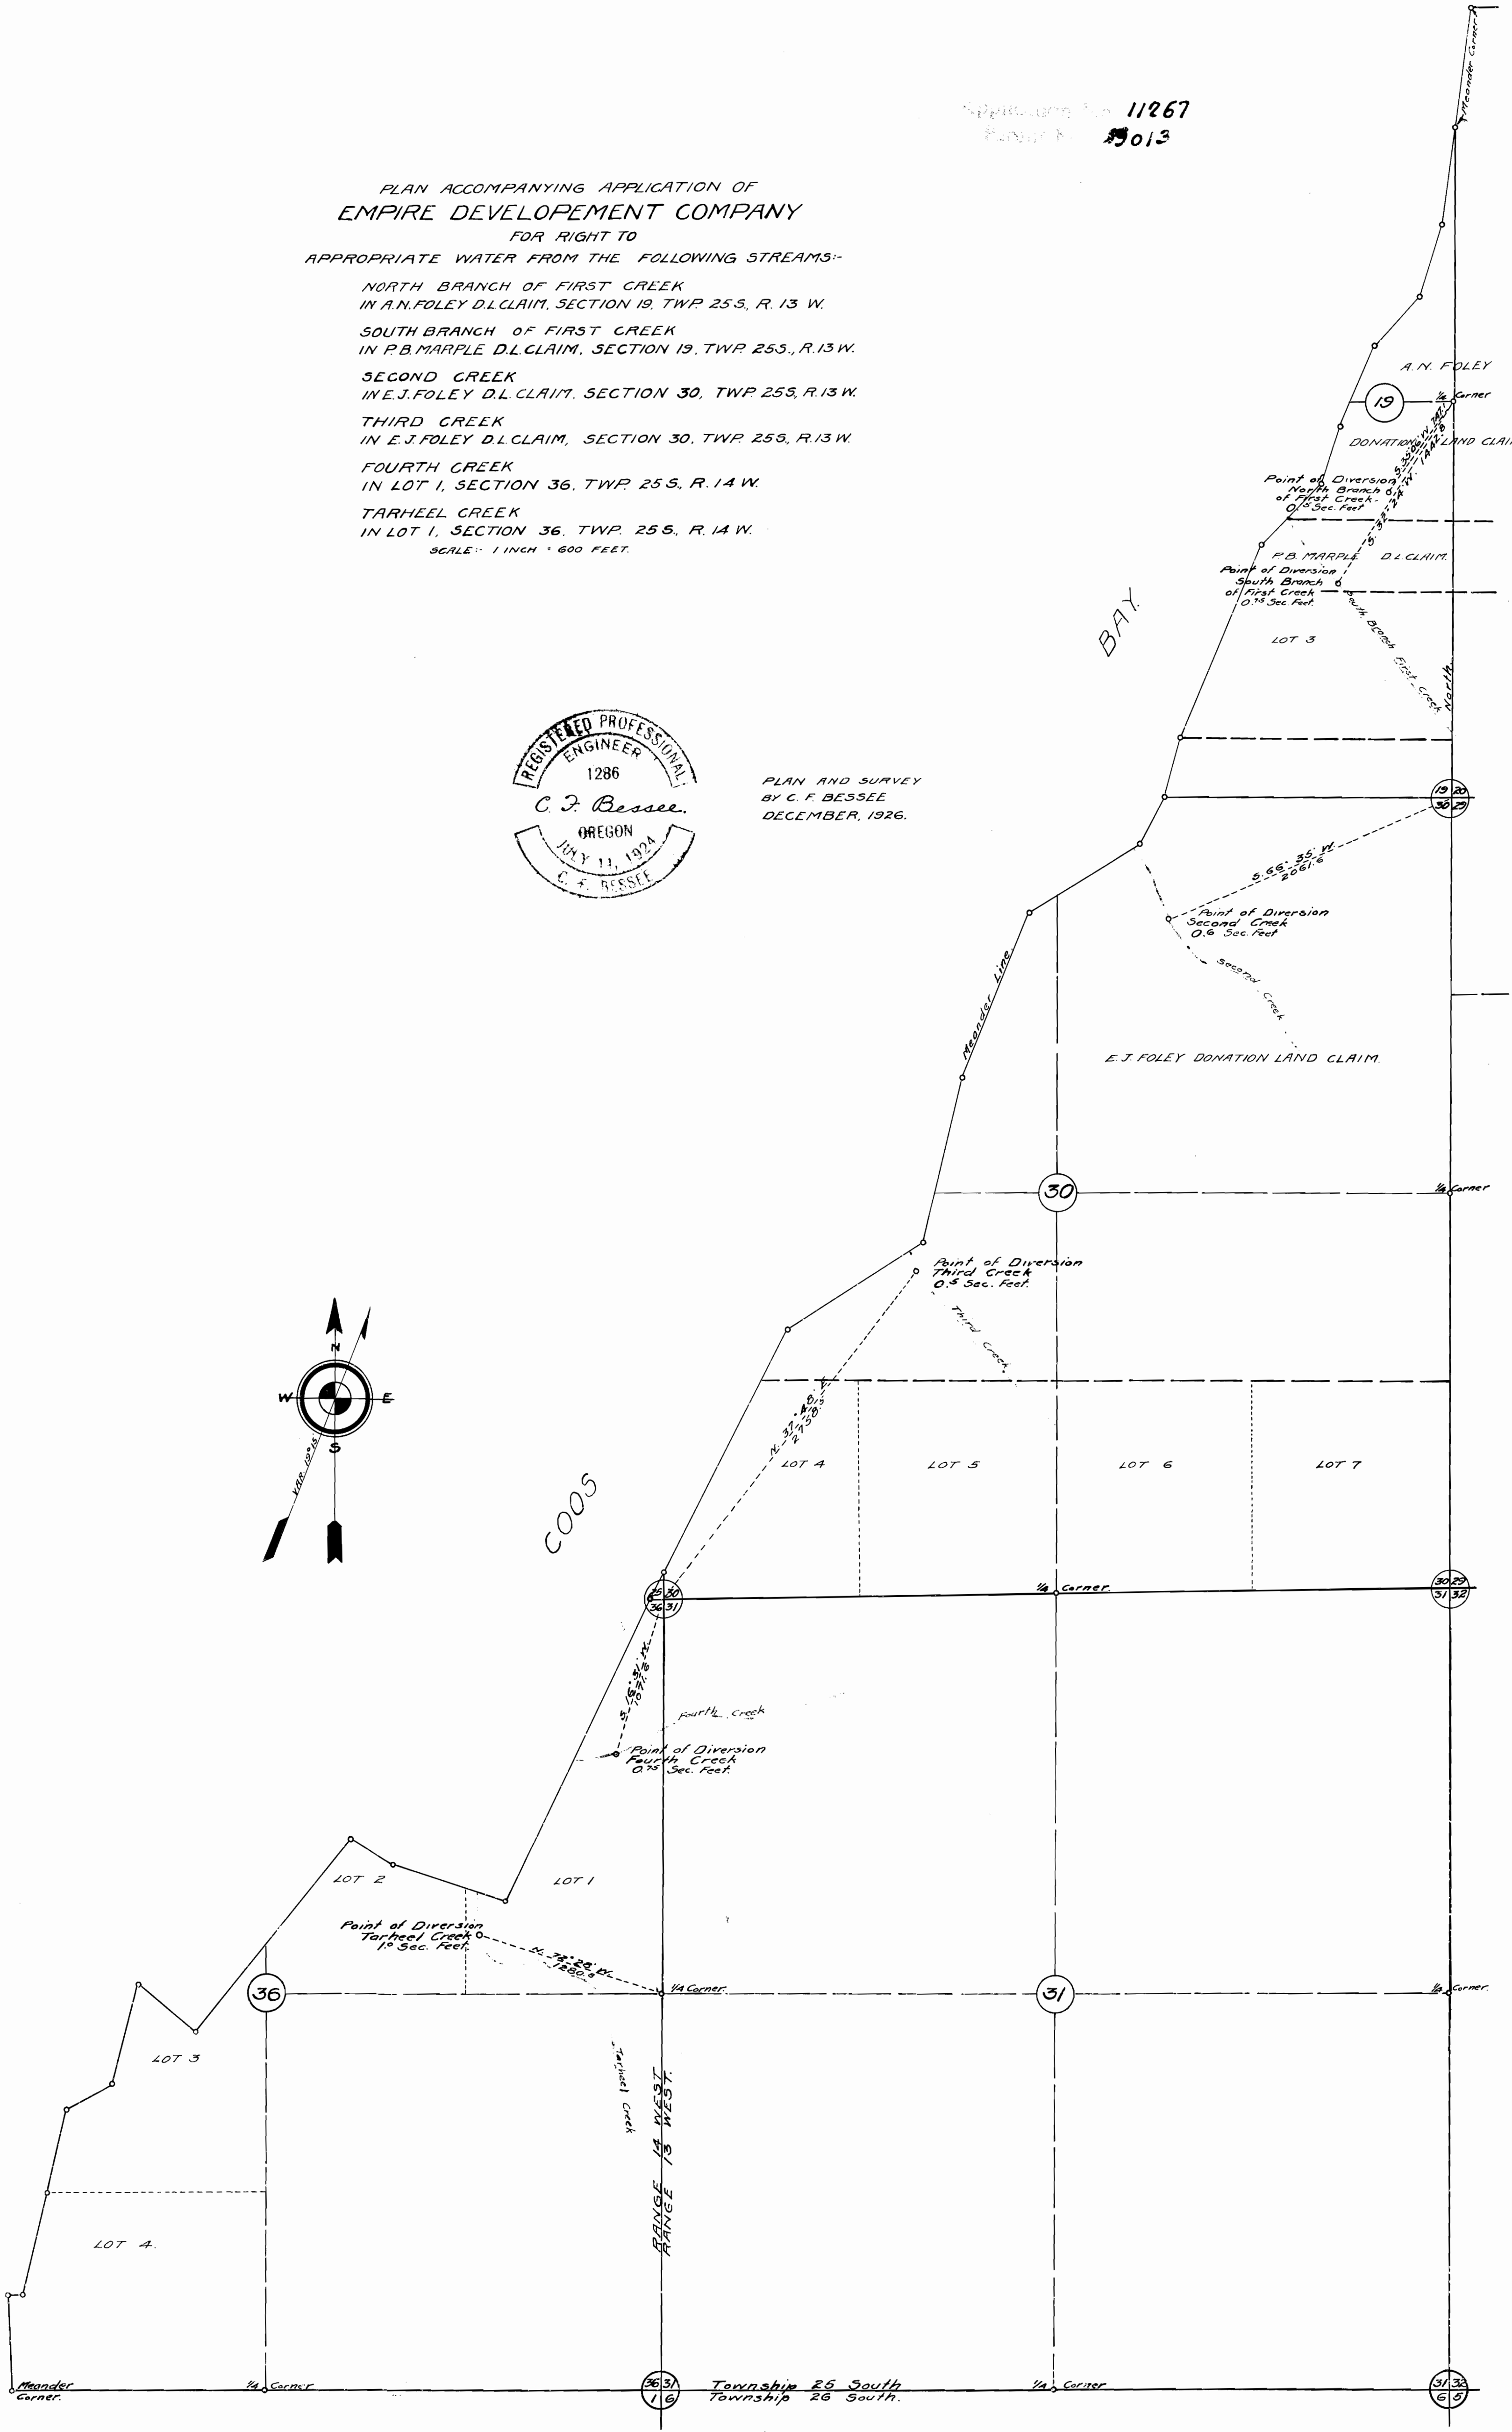 11267
9013
PLAN ACCOMPANYING APPLICATION OF
EMPIRE DEVELOPEMENT COMPANY
FOR RIGHT TO
APPROPRIATE WATER FROM THE FOLLOWING STREAMS:-
NORTH BRANCH OF FIRST CREEK
IN A.N. FOLEY D.L. CLAIM, SECTION 19, TWP. 25 S., R. 13 W.
SOUTH BRANCH OF FIRST CREEK
IN P.B. MARPLE D.L. CLAIM, SECTION 19, TWP. 25S., R. 13 W.
SECOND CREEK
IN E.J. FOLEY D.L. CLAIM, SECTION 30, TWP. 25S, R. 13 W.
THIRD CREEK
IN E.J. FOLEY D.L. CLAIM, SECTION 30, TWP. 25S, R. 13 W.
FOURTH CREEK
IN LOT 1, SECTION 36, TWP. 25 S., R. 14 W.
TARHEEL CREEK
IN LOT 1, SECTION 36, TWP. 25 S., R. 14 W.
SCALE:- 1 INCH = 600 FEET.
Meander Corner
A.N. FOLEY
19
1/4 Corner
DONATION LAND CLAI
Point of Diversion
North Branch
of First Creek
0.5 Sec. Feet
P.B. MARPLE D.L. CLAIM.
Point of Diversion
South Branch
of First Creek
0.75 Sec. Feet.
South Branch First Creek
LOT 3
North
BAY
REGISTERED PROFESSIONAL
ENGINEER
1286
C. F. Bessee.
OREGON
JULY 11, 1924
C. F. BESSEE
PLAN AND SURVEY
BY C. F. BESSEE
DECEMBER, 1926.
19 20
30 29
S. 66° 35' W.
2061.6
Point of Diversion
Second Creek
0.6 Sec. Feet
Second Creek
Meander Line
E.J. FOLEY DONATION LAND CLAIM.
30
1/4 Corner
Point of Diversion
Third Creek
0.5 Sec. Feet.
Third Creek
N
W E
S
VAR. 19° 15'
LOT 4
LOT 5
LOT 6
LOT 7
COOS
25 30
36 31
1/4 Corner.
30 29
31 32
Fourth Creek
Point of Diversion
Fourth Creek
0.75 Sec. Feet.
LOT 2
LOT 1
Point of Diversion
Tarheel Creek
1.0 Sec. Feet.
36
1/4 Corner.
31
1/4 Corner.
LOT 3
Tarheel Creek
RANGE 14 WEST
RANGE 13 WEST.
LOT 4.
Meander
Corner.
1/4 Corner
36 31
1 6
Township 25 South
Township 26 South.
1/4 Corner
31 32
6 5